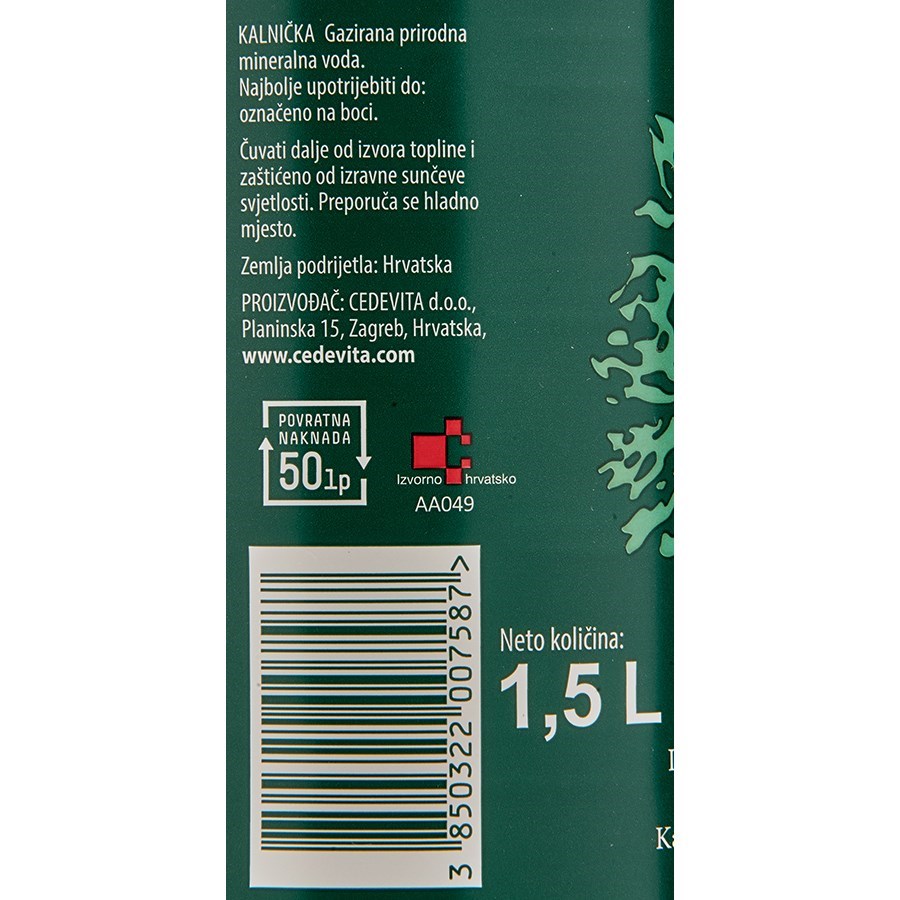 KALNIČKA Gazirana prirodna
mineralna voda.
Najbolje upotrijebiti do:
označeno na boci.
Čuvati dalje od izvora topline i
zaštićeno od izravne sunčeve
svjetlosti. Preporuča se hladno
mjesto.
Zemlja podrijetla: Hrvatska
PROIZVOĐAČ: CEDEVITA d.o.o.,
Planinska 15, Zagreb, Hrvatska,
www.cedevita.com
POVRATNA
NAKNADA
50lp
Izvorno hrvatsko
AA049
3 850322 007587 >
Neto količina:
1,5 L